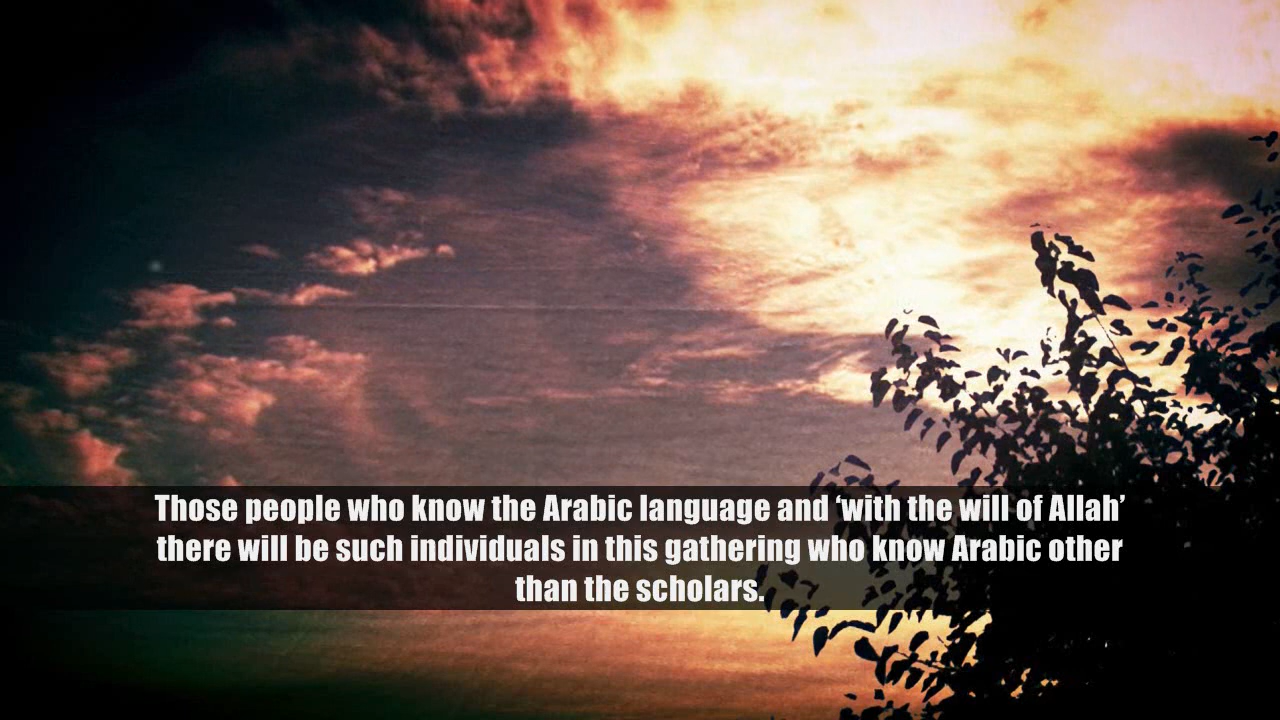 Those people who know the Arabic language and ‘with the will of Allah’
there will be such individuals in this gathering who know Arabic other
than the scholars.